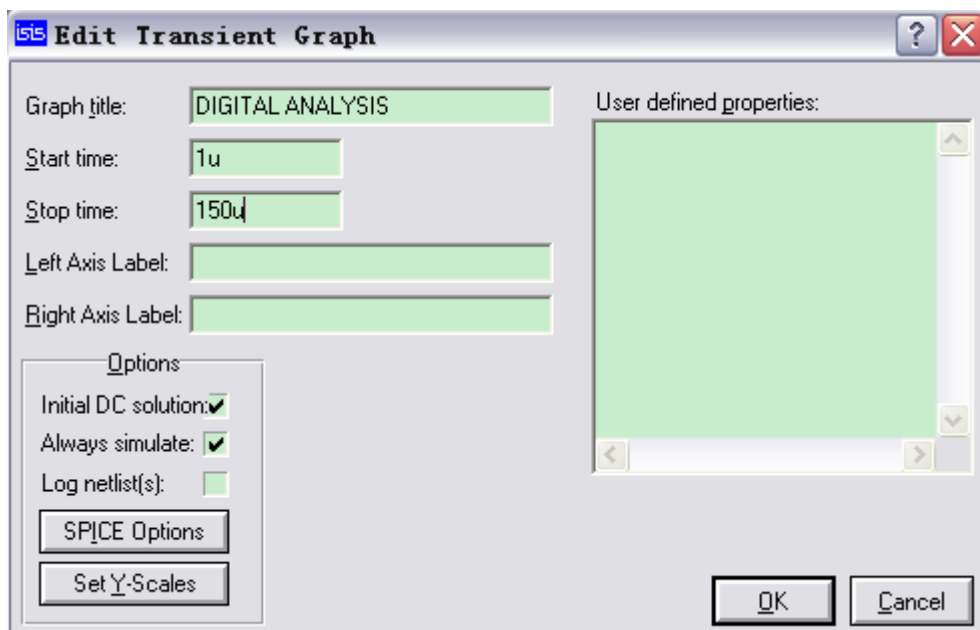 isis Edit Transient Graph ?
Graph title: DIGITAL ANALYSIS
User defined properties:
Start time: 1u
Stop time: 150u
Left Axis Label:
Right Axis Label:
Options
Initial DC solution:
Always simulate:
Log netlist(s):
SPICE Options
Set Y-Scales
OK Cancel